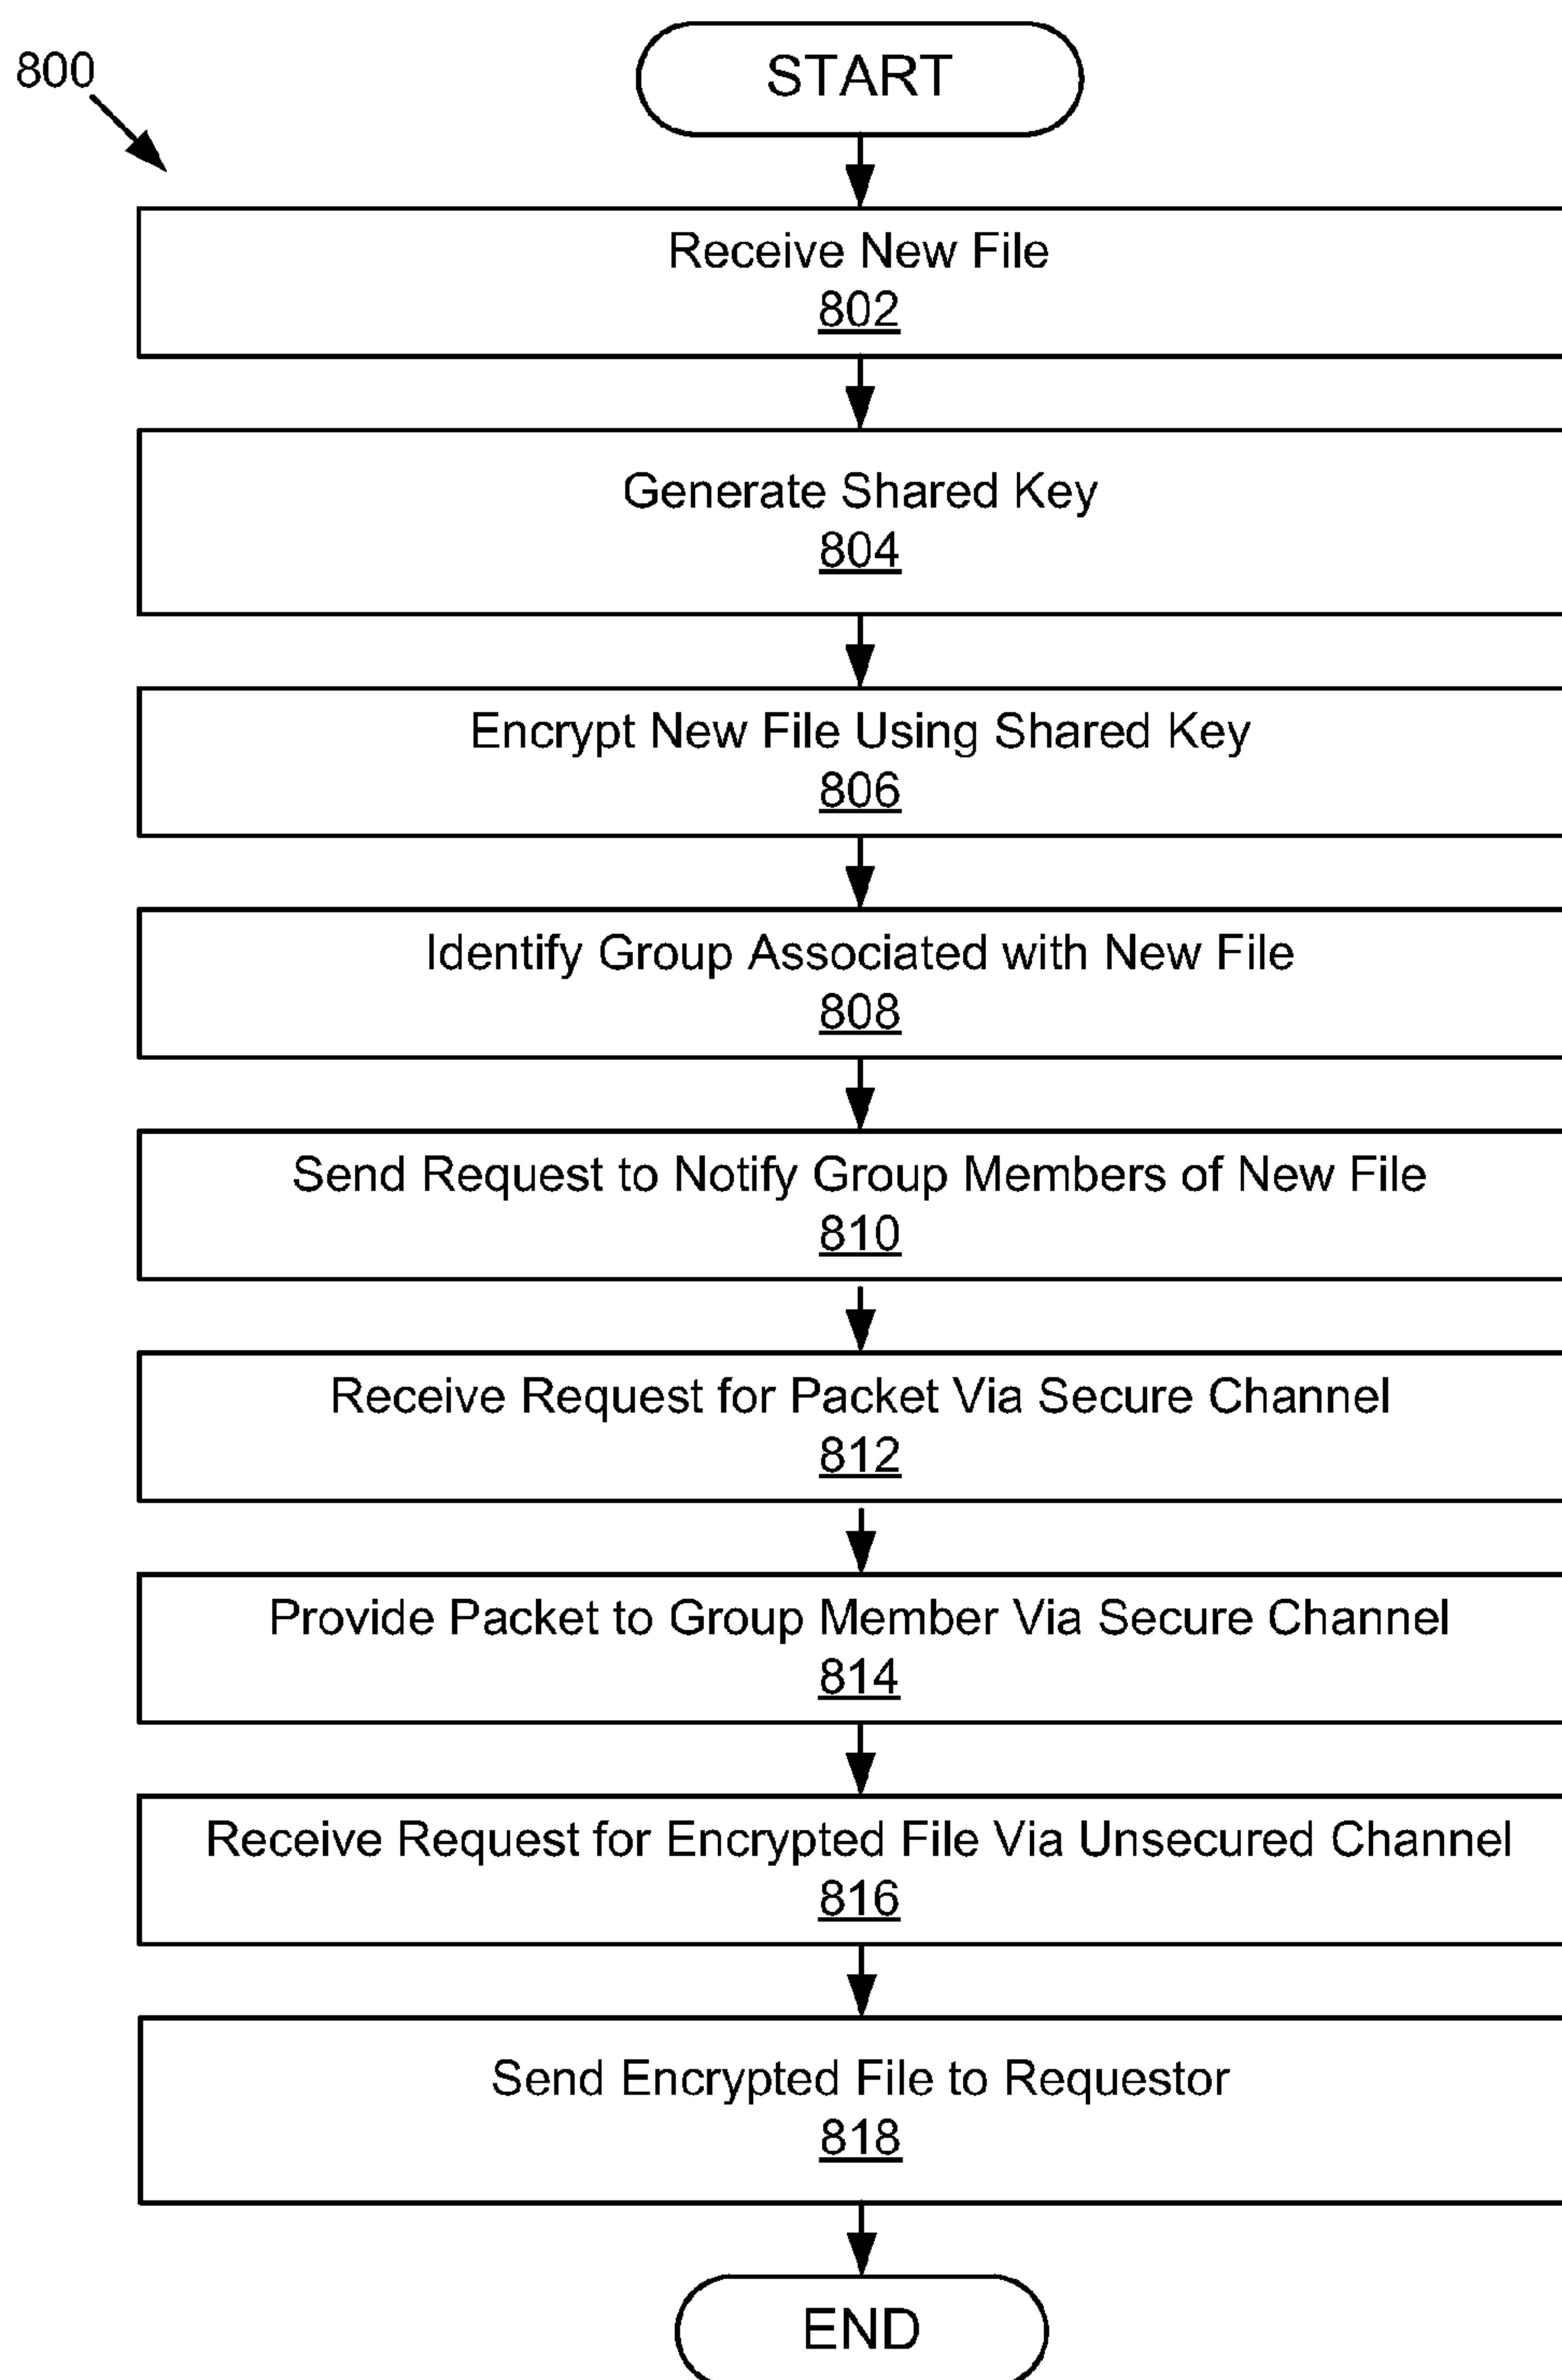 800
START
Receive New File
802
Generate Shared Key
804
Encrypt New File Using Shared Key
806
Identify Group Associated with New File
808
Send Request to Notify Group Members of New File
810
Receive Request for Packet Via Secure Channel
812
Provide Packet to Group Member Via Secure Channel
814
Receive Request for Encrypted File Via Unsecured Channel
816
Send Encrypted File to Requestor
818
END